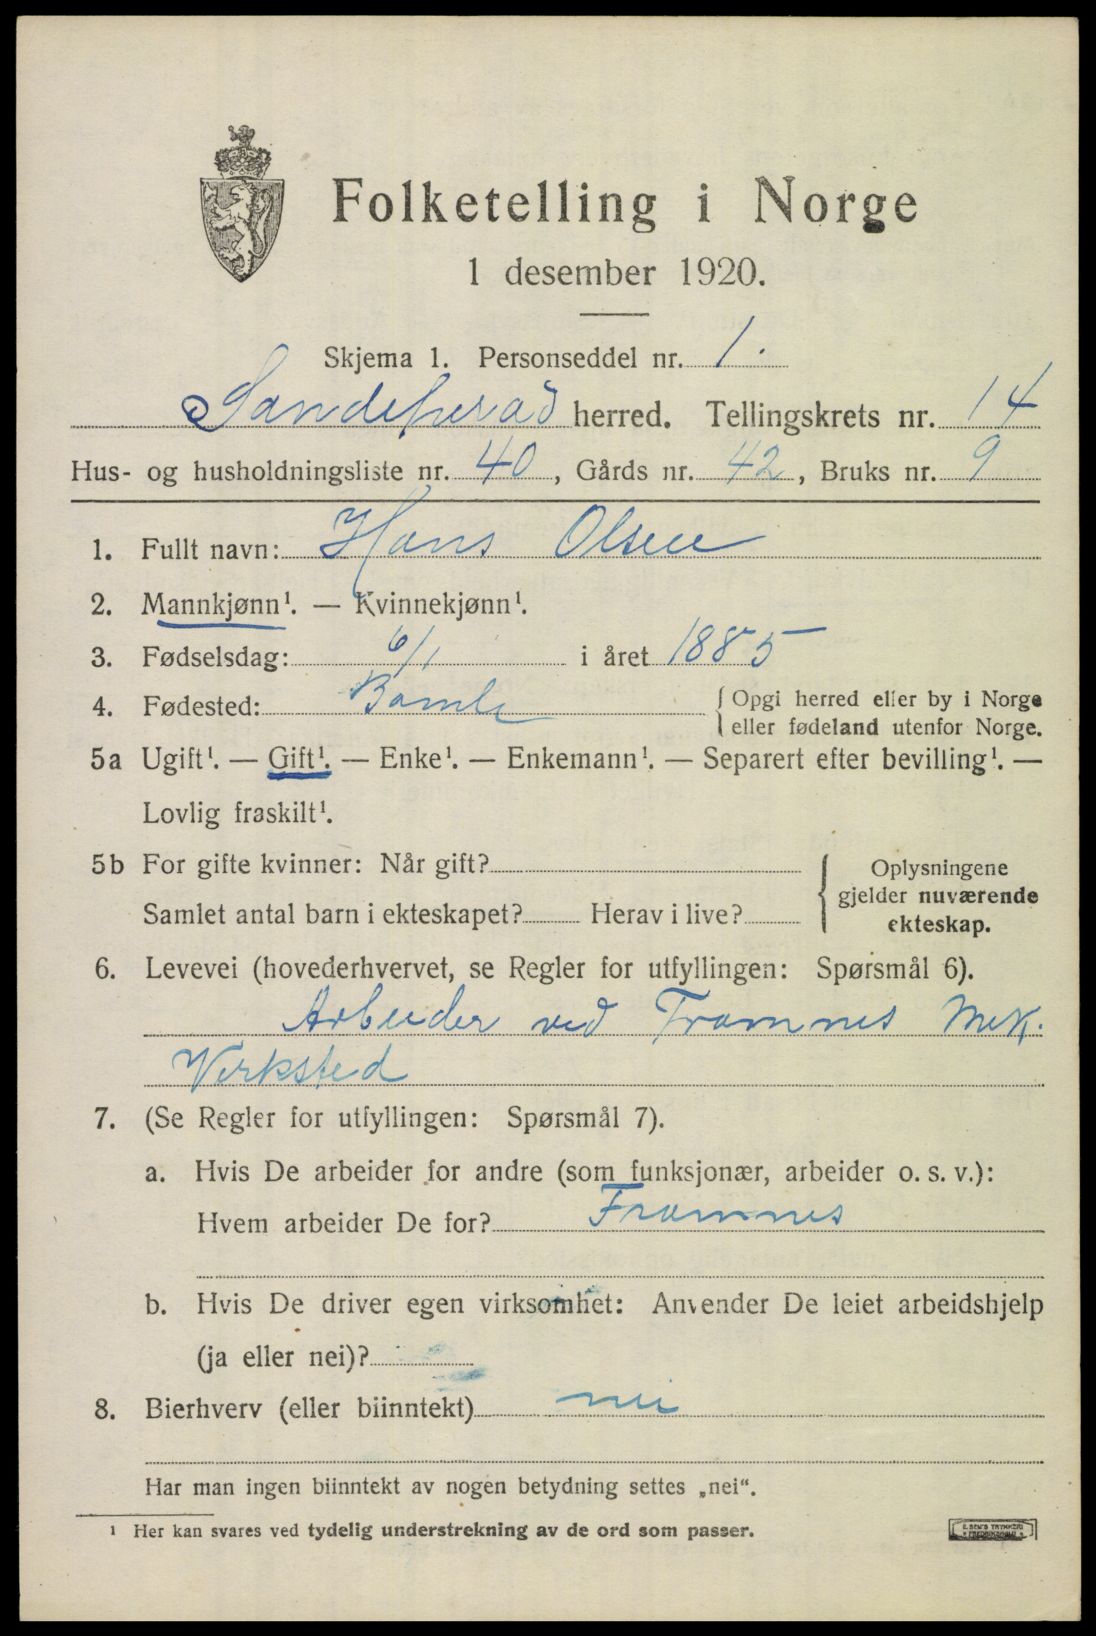 Folketelling i Norge
1 desember 1920.
Skjema 1. Personseddel nr. 1.
Sandeherad herred. Tellingskrets nr. 14
Hus- og husholdningsliste nr. 40, Gårds nr. 42, Bruks nr. 9
1. Fullt navn: Hans Olsen
2. Mannkjønn¹. — Kvinnekjønn¹.
3. Fødselsdag: 6/1 i året 1885
4. Fødested: Bamle { Opgi herred eller by i Norge
eller fødeland utenfor Norge.
5a Ugift¹. — Gift¹. — Enke¹. — Enkemann¹. — Separert efter bevilling¹. —
Lovlig fraskilt¹.
5b For gifte kvinner: Når gift?
Samlet antal barn i ekteskapet? Herav i live?
{ Oplysningene
gjelder nuværende
ekteskap.
6. Levevei (hovederhvervet, se Regler for utfyllingen: Spørsmål 6).
Arbeider ved Framnes Mek.
Verksted
7. (Se Regler for utfyllingen: Spørsmål 7).
a. Hvis De arbeider for andre (som funksjonær, arbeider o. s. v.):
Hvem arbeider De for? Framnes
b. Hvis De driver egen virksomhet: Anvender De leiet arbeidshjelp
(ja eller nei)?
8. Bierhverv (eller biinntekt) nei
Har man ingen biinntekt av nogen betydning settes „nei“.
¹ Her kan svares ved tydelig understrekning av de ord som passer.